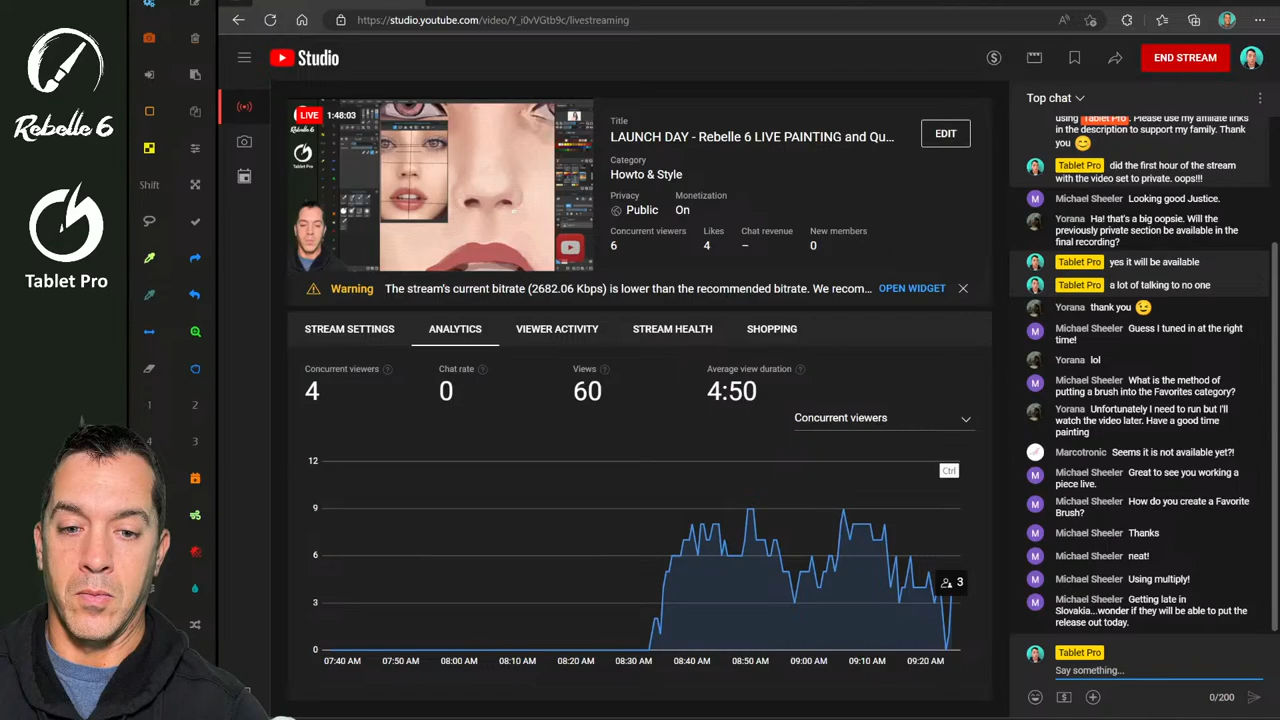 https://studio.youtube.com/video/Y_i0vVGtb9c/livestreaming
Rebelle 6
Tablet Pro
Shift
1
2
4
3
Studio
END STREAM
LIVE
1:48:03
Title
LAUNCH DAY - Rebelle 6 LIVE PAINTING and Qu...
EDIT
Category
Howto & Style
Privacy
Monetization
Public
On
Concurrent viewers
Likes
Chat revenue
New members
6
4
–
0
Warning
The stream's current bitrate (2682.06 Kbps) is lower than the recommended bitrate. We recom...
OPEN WIDGET
STREAM SETTINGS
ANALYTICS
VIEWER ACTIVITY
STREAM HEALTH
SHOPPING
Concurrent viewers
Chat rate
Views
Average view duration
4
0
60
4:50
Concurrent viewers
12
9
6
3
0
Ctrl
3
07:40 AM
07:50 AM
08:00 AM
08:10 AM
08:20 AM
08:30 AM
08:40 AM
08:50 AM
09:00 AM
09:10 AM
09:20 AM
Top chat
using Tablet Pro. Please use my affiliate links
in the description to support my family. Thank
you
Tablet Pro did the first hour of the stream
with the video set to private. oops!!!
Michael Sheeler Looking good Justice.
Yorana Ha! that's a big oopsie. Will the
previously private section be available in the
final recording?
Tablet Pro yes it will be available
Tablet Pro a lot of talking to no one
Yorana thank you
Michael Sheeler Guess I tuned in at the right
time!
Yorana lol
Michael Sheeler What is the method of
putting a brush into the Favorites category?
Yorana Unfortunately I need to run but I'll
watch the video later. Have a good time
painting
Marcotronic Seems it is not available yet?!
Michael Sheeler Great to see you working a
piece live.
Michael Sheeler How do you create a Favorite
Brush?
Michael Sheeler Thanks
Michael Sheeler neat!
Michael Sheeler Using multiply!
Michael Sheeler Getting late in
Slovakia...wonder if they will be able to put the
release out today.
Tablet Pro
Say something...
0/200